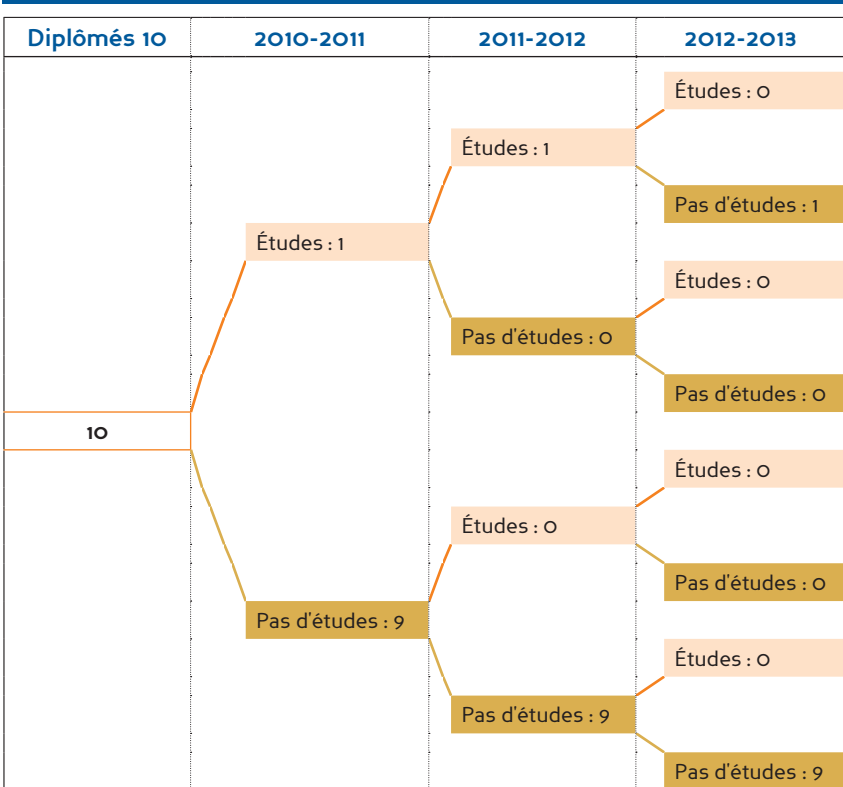 Diplômés 10 2010-2011 2011-2012 2012-2013
Études : 0
Études : 1
Pas d'études : 1
Études : 1
Études : 0
Pas d'études : 0
Pas d'études : 0
10
Études : 0
Études : 0
Pas d'études : 0
Pas d'études : 9
Études : 0
Pas d'études : 9
Pas d'études : 9